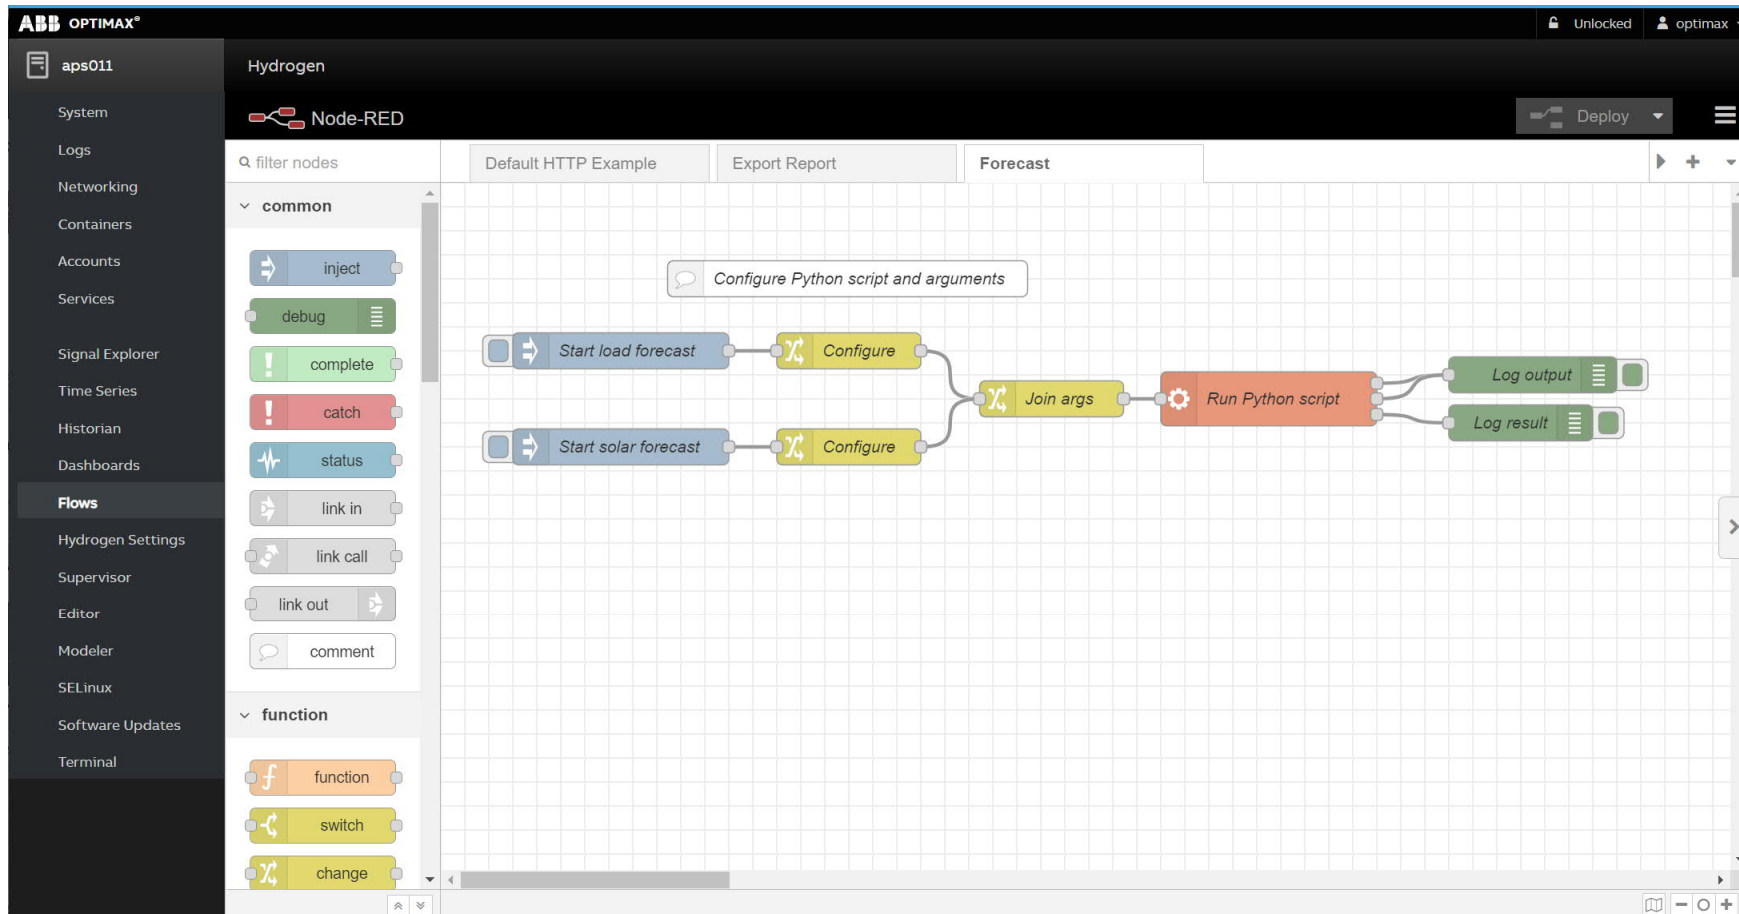 ABB OPTIMAX®
Unlocked
optimax
aps011
Hydrogen
System
Logs
Networking
Containers
Accounts
Services
Signal Explorer
Time Series
Historian
Dashboards
Flows
Hydrogen Settings
Supervisor
Editor
Modeler
SELinux
Software Updates
Terminal
Node-RED
Deploy
filter nodes
common
inject
debug
complete
catch
status
link in
link call
link out
comment
function
function
switch
change
Default HTTP Example
Export Report
Forecast
Configure Python script and arguments
Start load forecast
Configure
Join args
Run Python script
Log output
Log result
Start solar forecast
Configure